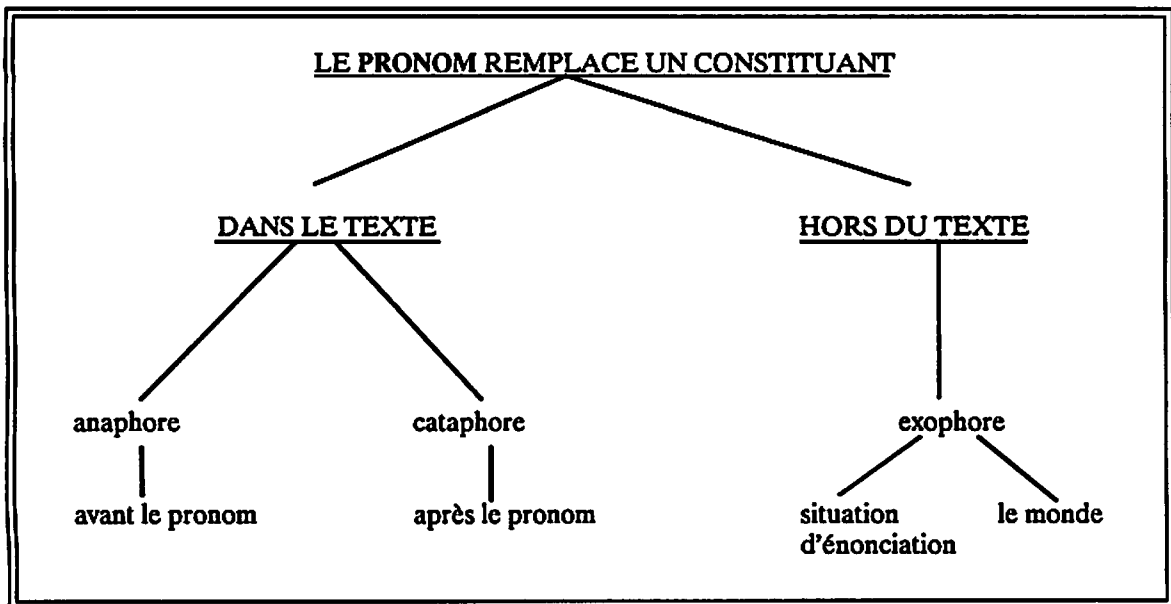 LE PRONOM REMPLACE UN CONSTITUANT
DANS LE TEXTE
HORS DU TEXTE
anaphore
cataphore
exophore
avant le pronom
après le pronom
situation
d'énonciation
le monde